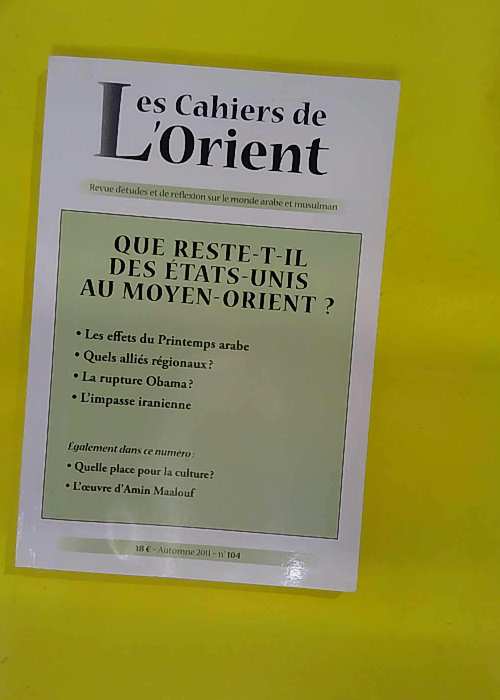 Les Cahiers de
L'Orient
Revue d'études et de réflexion sur le monde arabe et musulman
QUE RESTE-T-IL
DES ÉTATS-UNIS
AU MOYEN-ORIENT ?
• Les effets du Printemps arabe
• Quels alliés régionaux ?
• La rupture Obama ?
• L'impasse iranienne
Également dans ce numéro :
• Quelle place pour la culture ?
• L'œuvre d'Amin Maalouf
18 € - Automne 2011 - n° 104